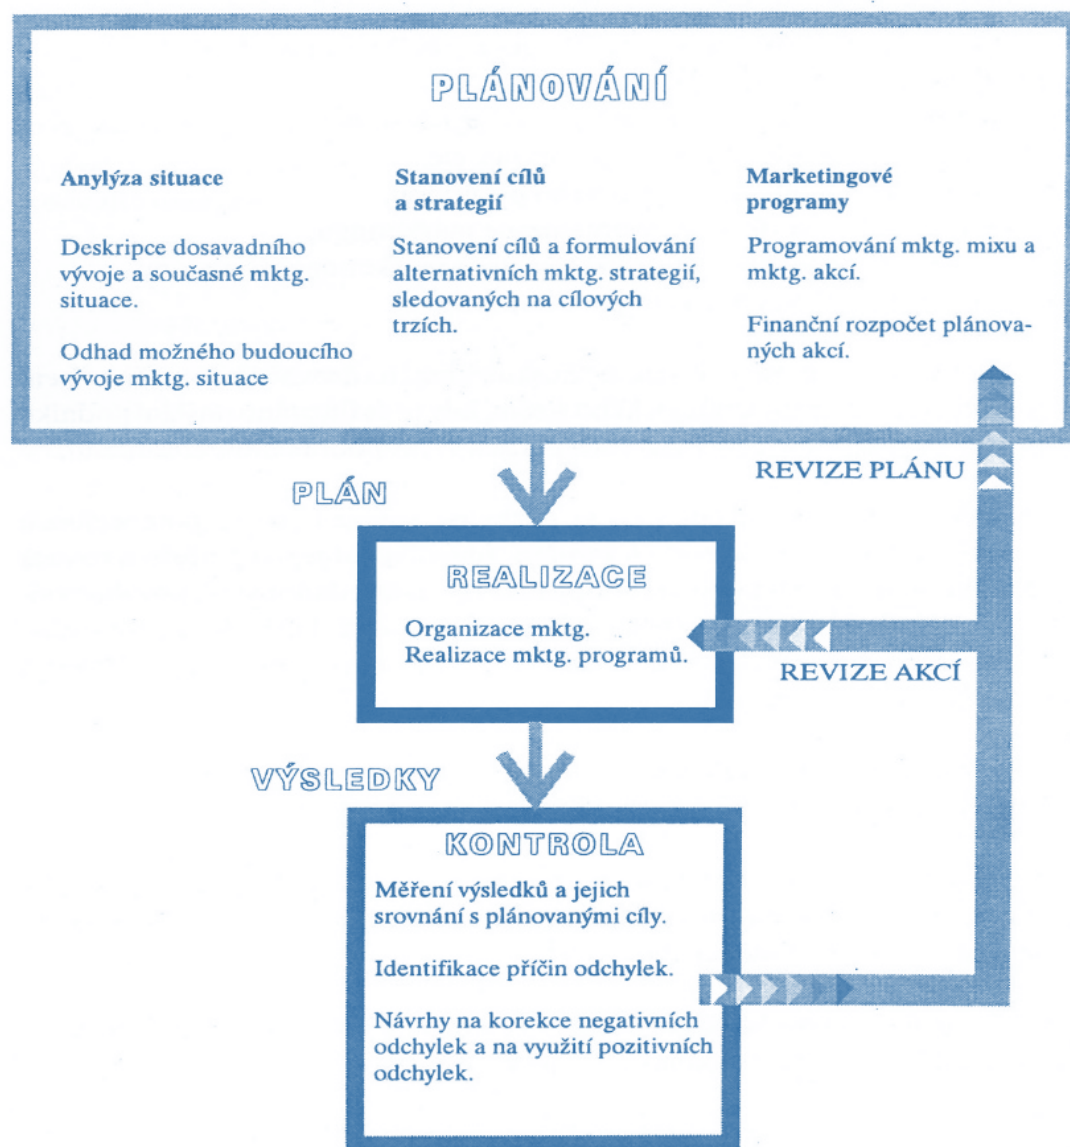 PLÁNOVÁNÍ
Anylýza situace
Deskripce dosavadního
vývoje a současné mktg.
situace.
Odhad možného budoucího
vývoje mktg. situace
Stanovení cílů
a strategií
Stanovení cílů a formulování
alternativních mktg. strategií,
sledovaných na cílových
trzích.
Marketingové
programy
Programování mktg. mixu a
mktg. akcí.
Finanční rozpočet plánova-
ných akcí.
REVIZE PLÁNU
PLÁN
REALIZACE
Organizace mktg.
Realizace mktg. programů.
REVIZE AKCÍ
VÝSLEDKY
KONTROLA
Měření výsledků a jejich
srovnání s plánovanými cíly.
Identifikace příčin odchylek.
Návrhy na korekce negativních
odchylek a na využití pozitivních
odchylek.